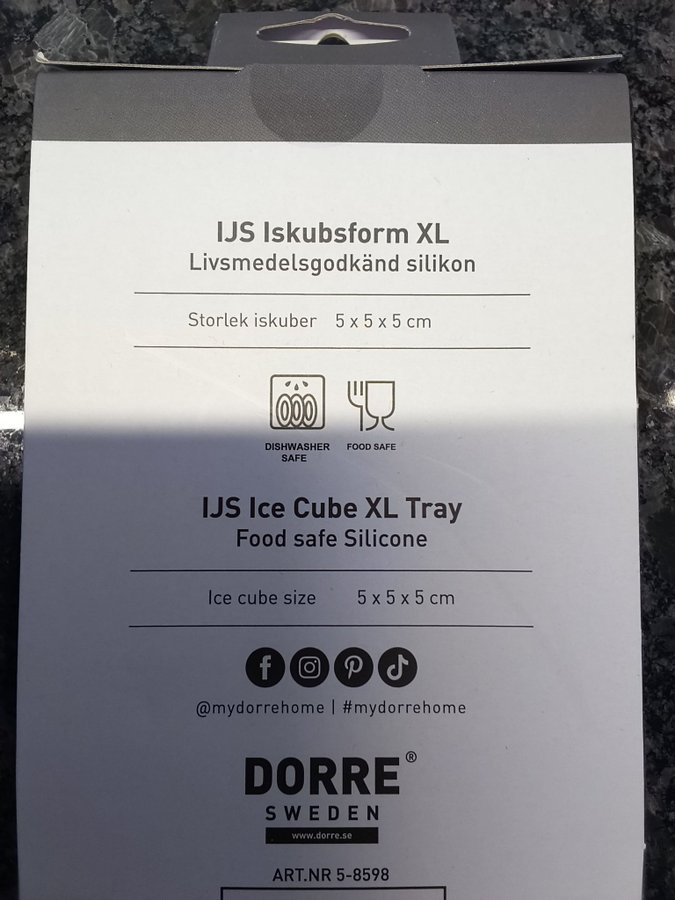 IJS Iskubsform XL
Livsmedelsgodkänd silikon
Storlek iskuber 5 x 5 x 5 cm
DISHWASHER SAFE
FOOD SAFE
IJS Ice Cube XL Tray
Food safe Silicone
Ice cube size 5 x 5 x 5 cm
@mydorrehome | #mydorrehome
DORRE®
SWEDEN
www.dorre.se
ART.NR 5-8598